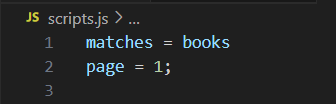 JS scripts.js > ...
1 matches = books
2 page = 1;
3